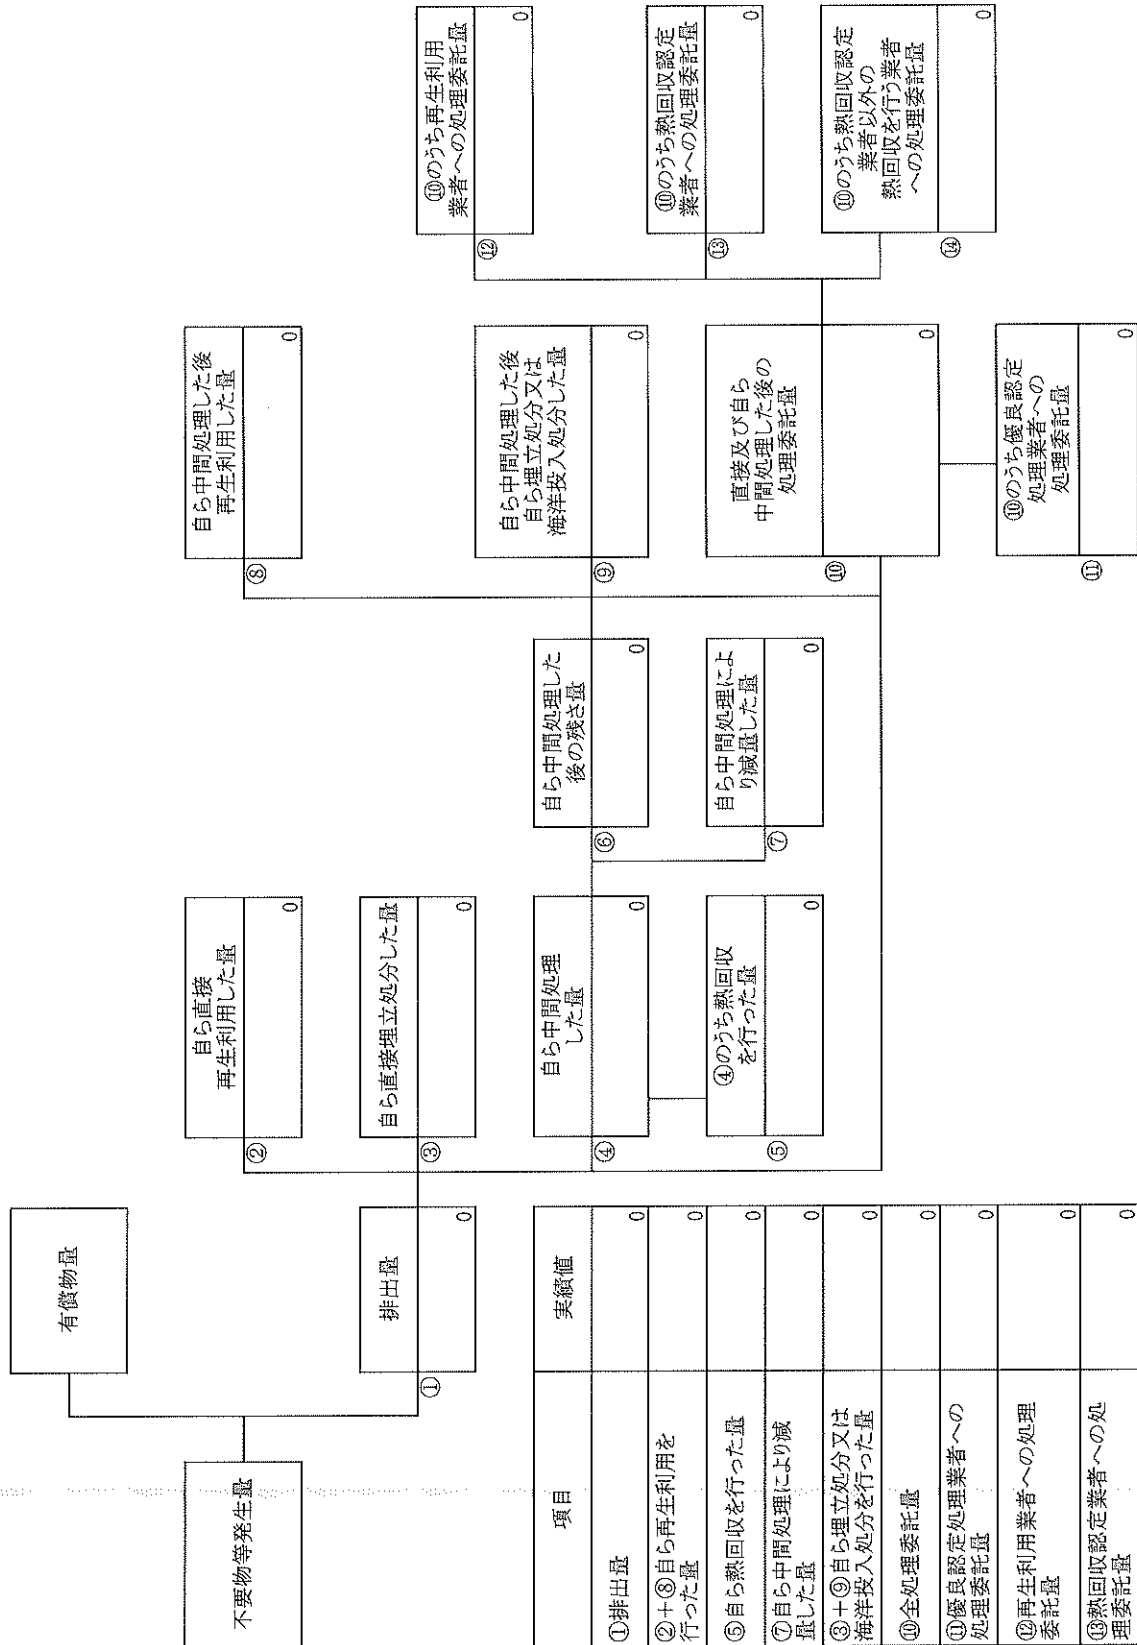 不要物等発生量
有償物量
排出量
①
0
自ら直接
再生利用した量
②
0
自ら直接埋立処分した量
③
0
自ら中間処理
した量
④
0
④のうち熱回収
を行った量
⑤
0
自ら中間処理した
後の残さ量
⑥
0
自ら中間処理によ
り減量した量
⑦
0
自ら中間処理した後
再生利用した量
⑧
0
自ら中間処理した後
自ら埋立処分又は
海洋投入処分した量
⑨
0
直接及び自ら
中間処理した後の
処理委託量
⑩
0
⑩のうち優良認定
処理業者への
処理委託量
⑪
0
⑩のうち再生利用
業者への処理委託量
⑫
0
⑩のうち熱回収認定
業者への処理委託量
⑬
0
⑩のうち熱回収認定
業者以外の
熱回収を行う業者
への処理委託量
⑭
0
項目 実績値
①排出量 0
②+⑧自ら再生利用を
行った量 0
⑤自ら熱回収を行った量 0
⑦自ら中間処理により減
量した量 0
③+⑨自ら埋立処分又は
海洋投入処分を行った量 0
⑩全処理委託量 0
⑪優良認定処理業者への
処理委託量 0
⑫再生利用業者への処理
委託量 0
⑬熱回収認定業者への処
理委託量 0